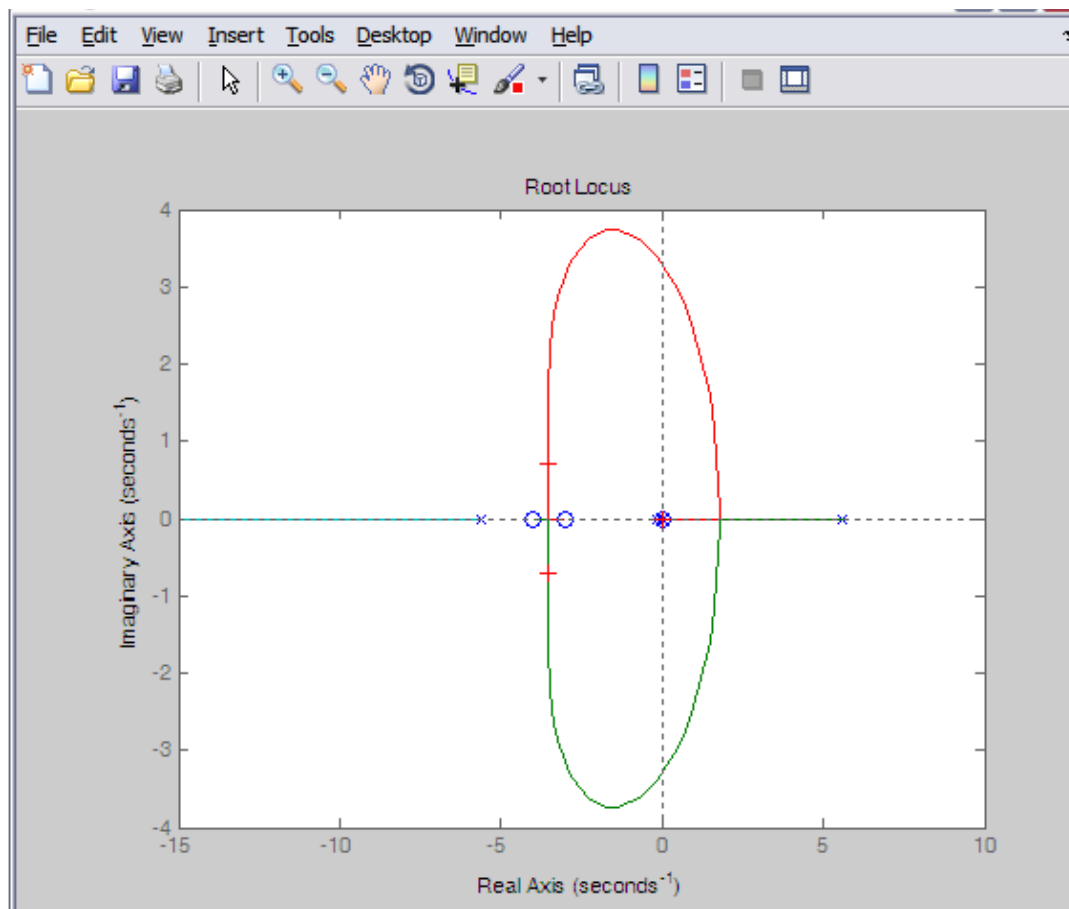 File Edit View Insert Tools Desktop Window Help
Root Locus
4
3
2
1
0
-1
-2
-3
-4
-15 -10 -5 0 5 10
Imaginary Axis (seconds⁻¹)
Real Axis (seconds⁻¹)